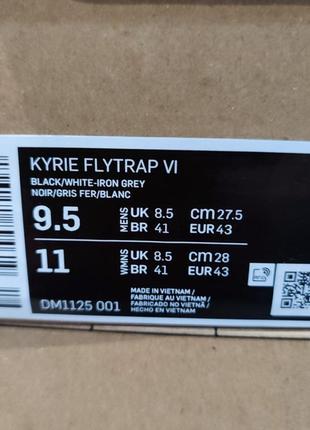 KYRIE FLYTRAP VI
BLACK/WHITE-IRON GREY
NOIR/GRIS FER/BLANC
9.5 MENS UK 8.5 CM 27.5
BR 41 EUR 43
11 WMNS UK 8.5 CM 28
BR 41 EUR 43
DM1125 001
MADE IN VIETNAM /
FABRIQUE AU VIETNAM /
FABRICADO NO VIETNÃ /
HECHO EN VIETNAM